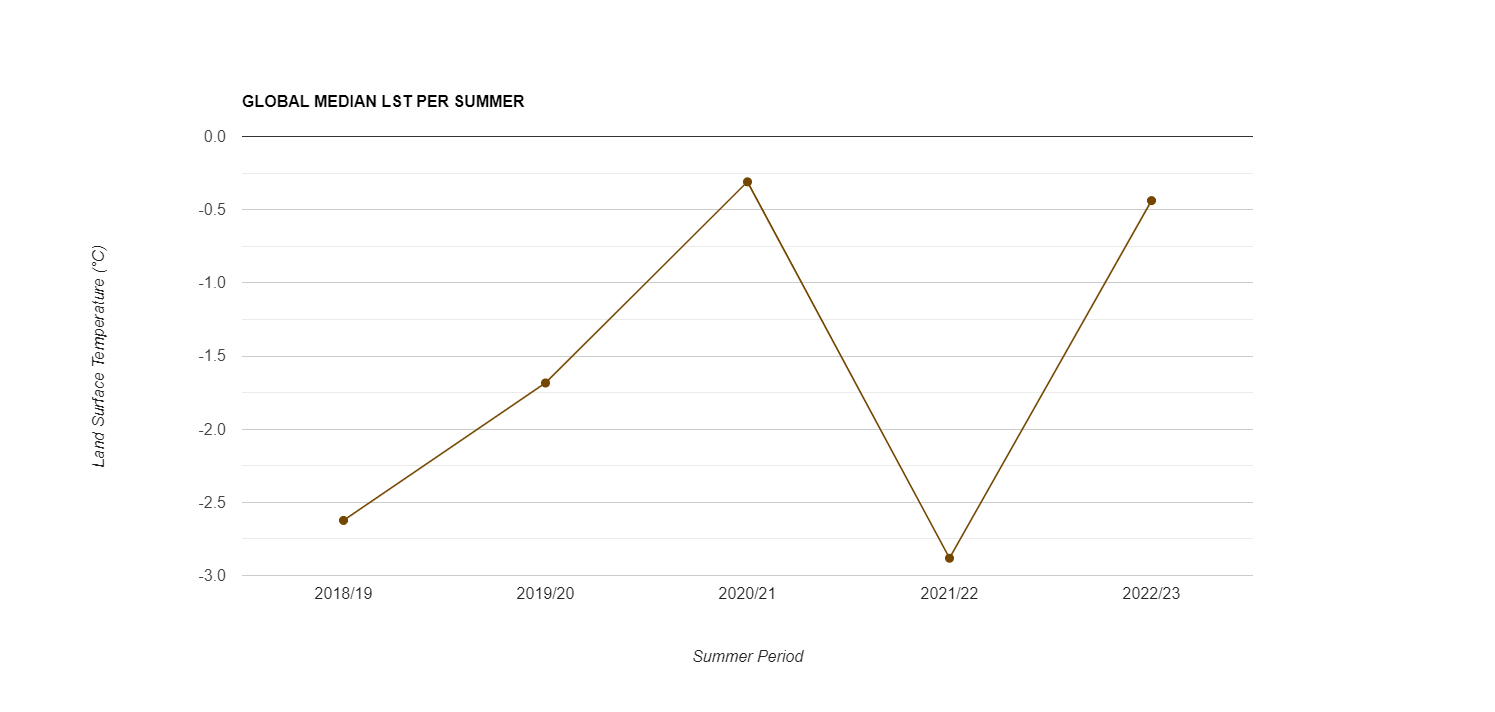 GLOBAL MEDIAN LST PER SUMMER
0.0
-0.5
-1.0
-1.5
-2.0
-2.5
-3.0
Land Surface Temperature (°C)
2018/19 2019/20 2020/21 2021/22 2022/23
Summer Period